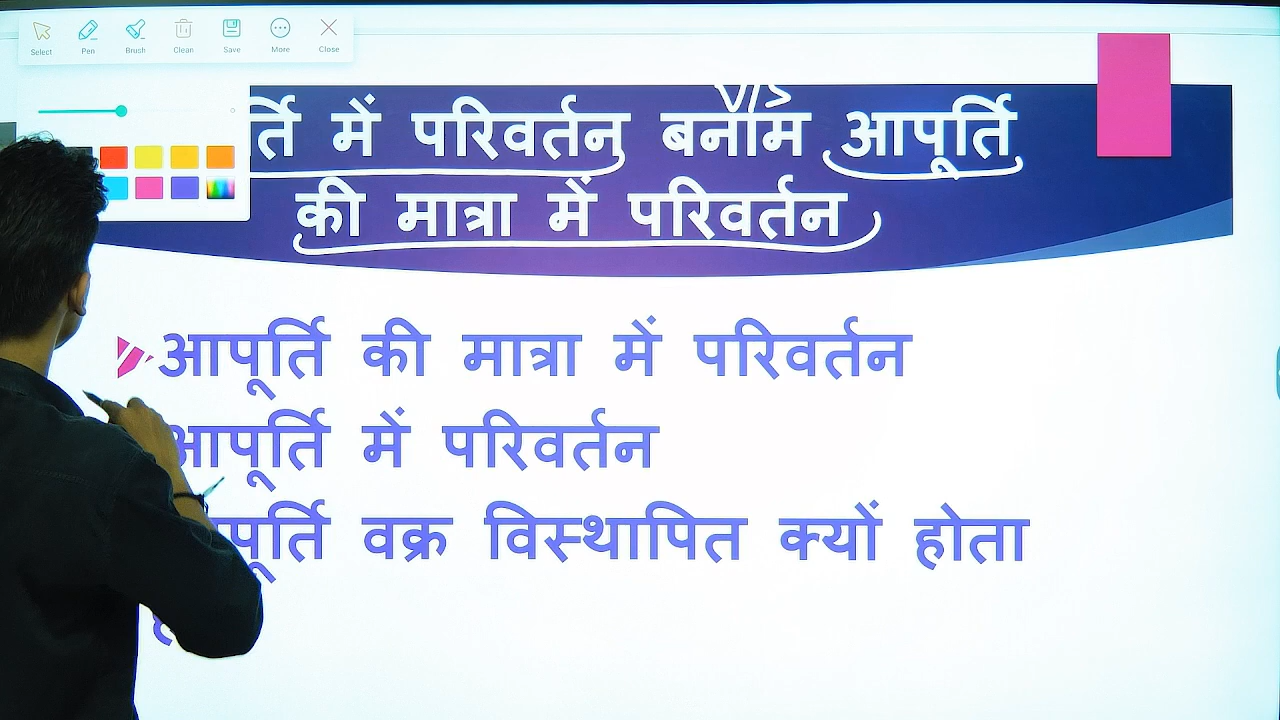 Select Pen Brush Clean Save More Close
V/S
र्ति में परिवर्तन बनाम आपूर्ति
की मात्रा में परिवर्तन
आपूर्ति की मात्रा में परिवर्तन
आपूर्ति में परिवर्तन
पूर्ति वक्र विस्थापित क्यों होता